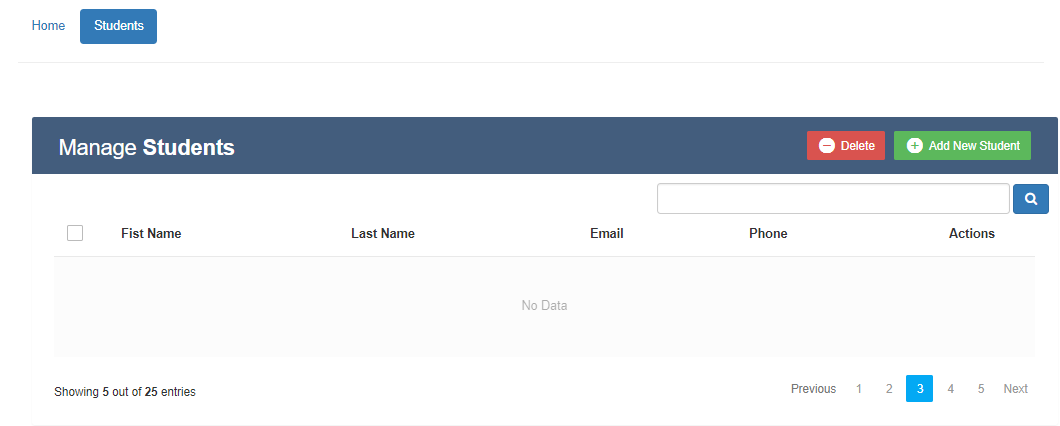 Home Students
Manage Students Delete Add New Student
Fist Name Last Name Email Phone Actions
No Data
Showing 5 out of 25 entries Previous 1 2 3 4 5 Next